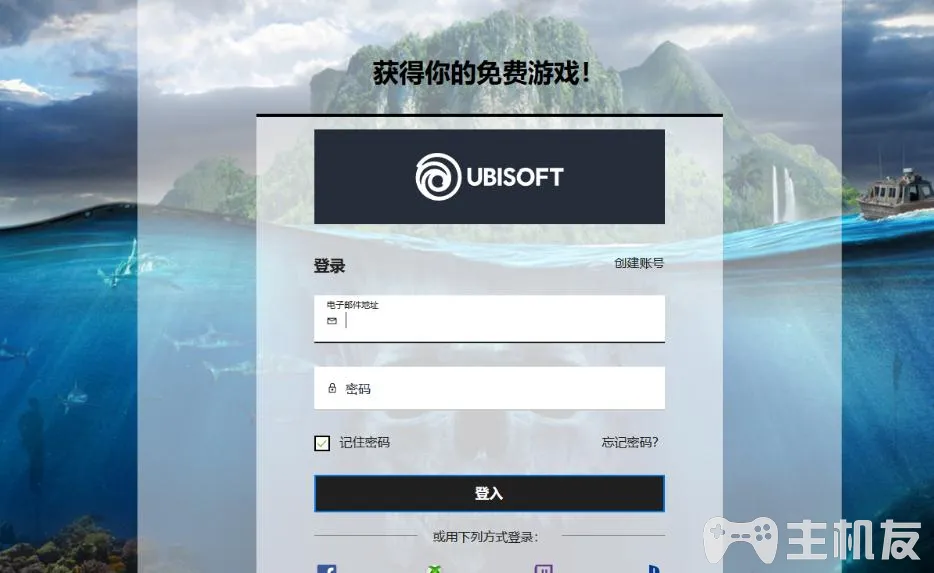 获得你的免费游戏！
UBISOFT
登录
创建账号
电子邮件地址
密码
记住密码
忘记密码?
登入
或用下列方式登录：
主机友